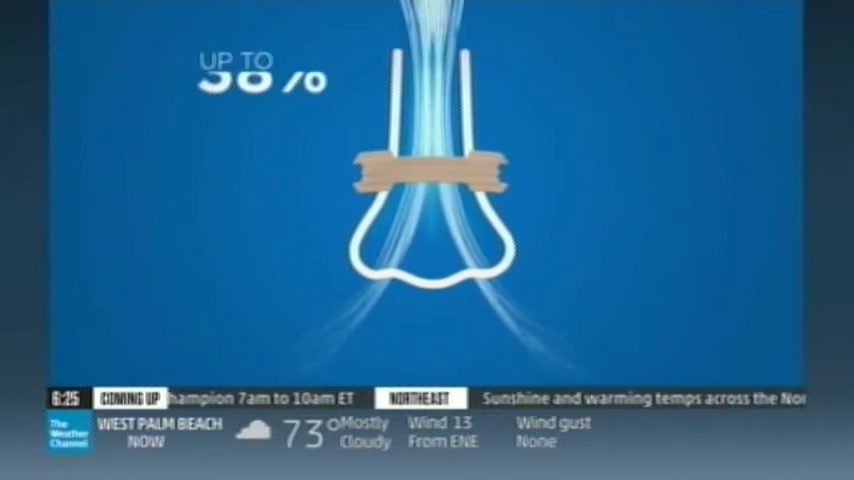 UP TO
6:25 COMING UP hampion 7am to 10am ET NORTHEAST Sunshine and warming temps across the Nor
The Weather Channel
WEST PALM BEACH
NOW
73°
Mostly
Cloudy
Wind 13
From ENE
Wind gust
None